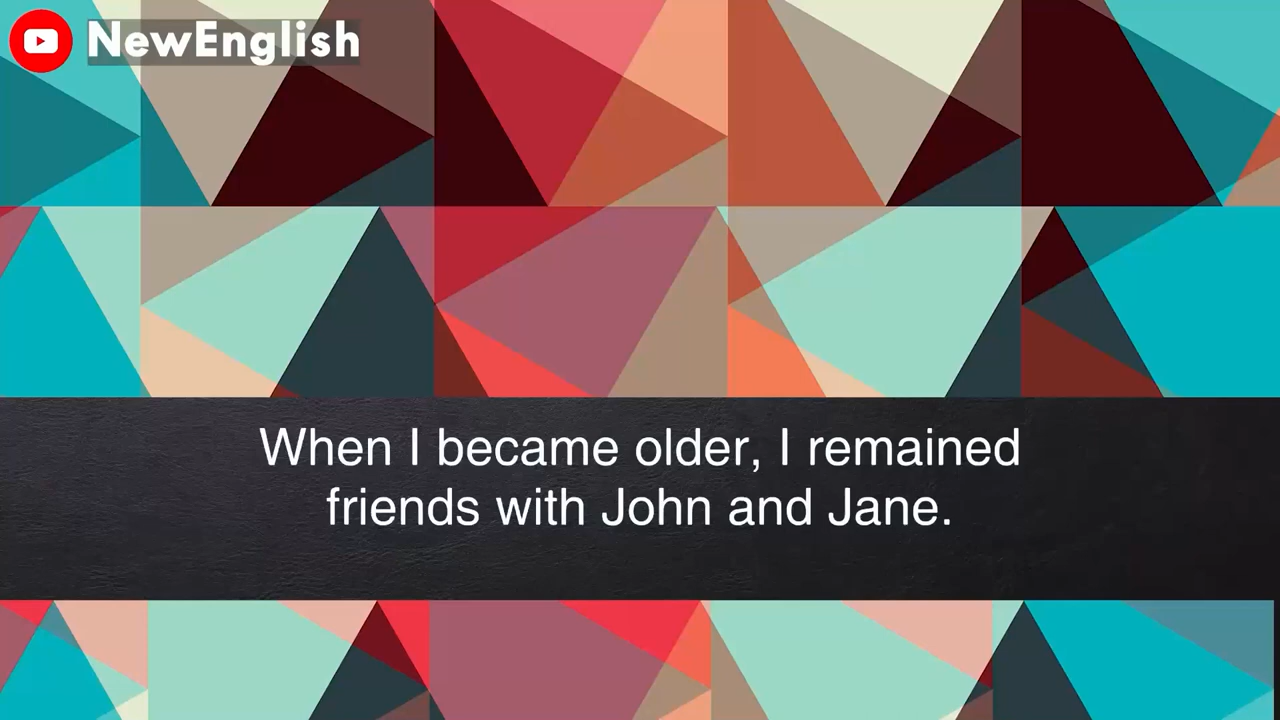 NewEnglish
When I became older, I remained
friends with John and Jane.